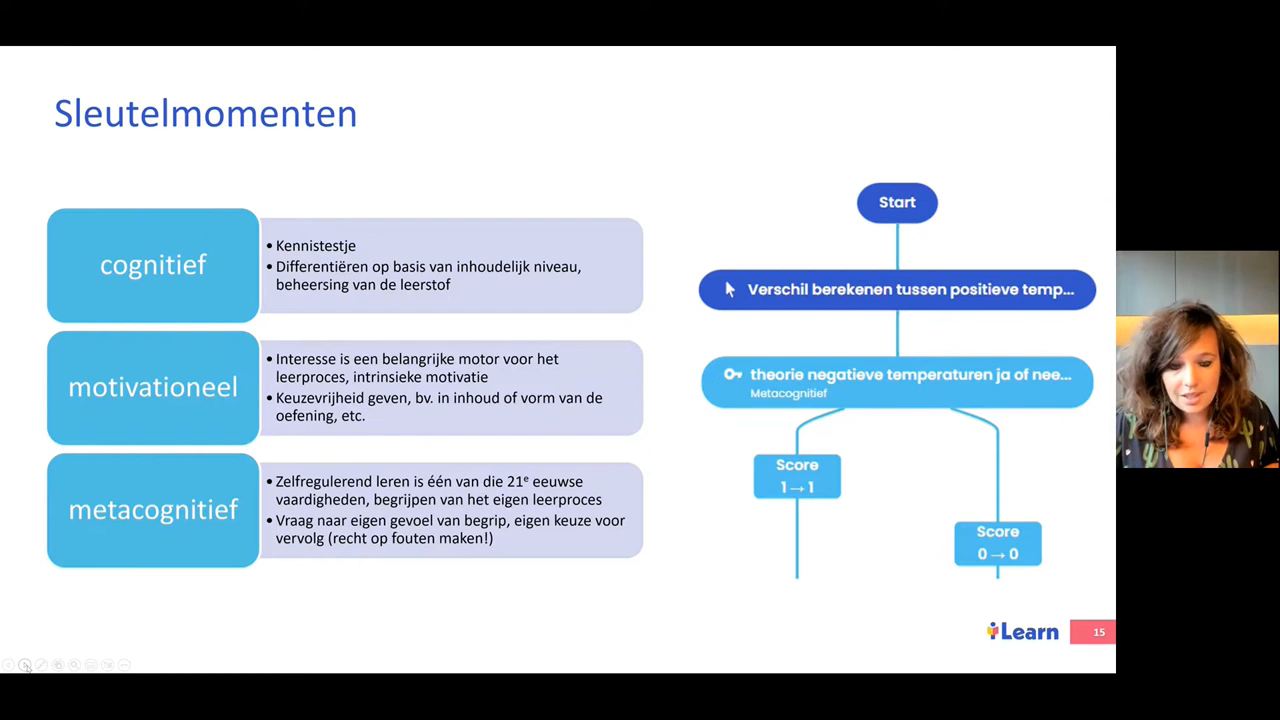 Sleutelmomenten
cognitief
• Kennistestje
• Differentiëren op basis van inhoudelijk niveau,
beheersing van de leerstof
motivationeel
• Interesse is een belangrijke motor voor het
leerproces, intrinsieke motivatie
• Keuzevrijheid geven, bv. in inhoud of vorm van de
oefening, etc.
metacognitief
• Zelfregulerend leren is één van die 21e eeuwse
vaardigheden, begrijpen van het eigen leerproces
• Vraag naar eigen gevoel van begrip, eigen keuze voor
vervolg (recht op fouten maken!)
Start
Verschil berekenen tussen positieve temp...
theorie negatieve temperaturen ja of nee...
Metacognitief
Score
1→1
Score
0→0
iLearn
15